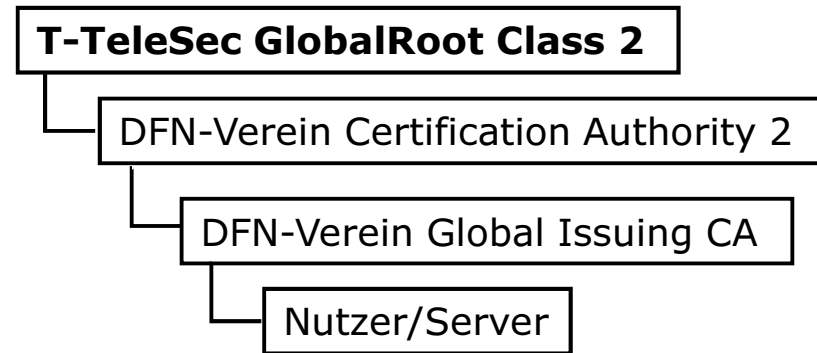 T-TeleSec GlobalRoot Class 2
DFN-Verein Certification Authority 2
DFN-Verein Global Issuing CA
Nutzer/Server